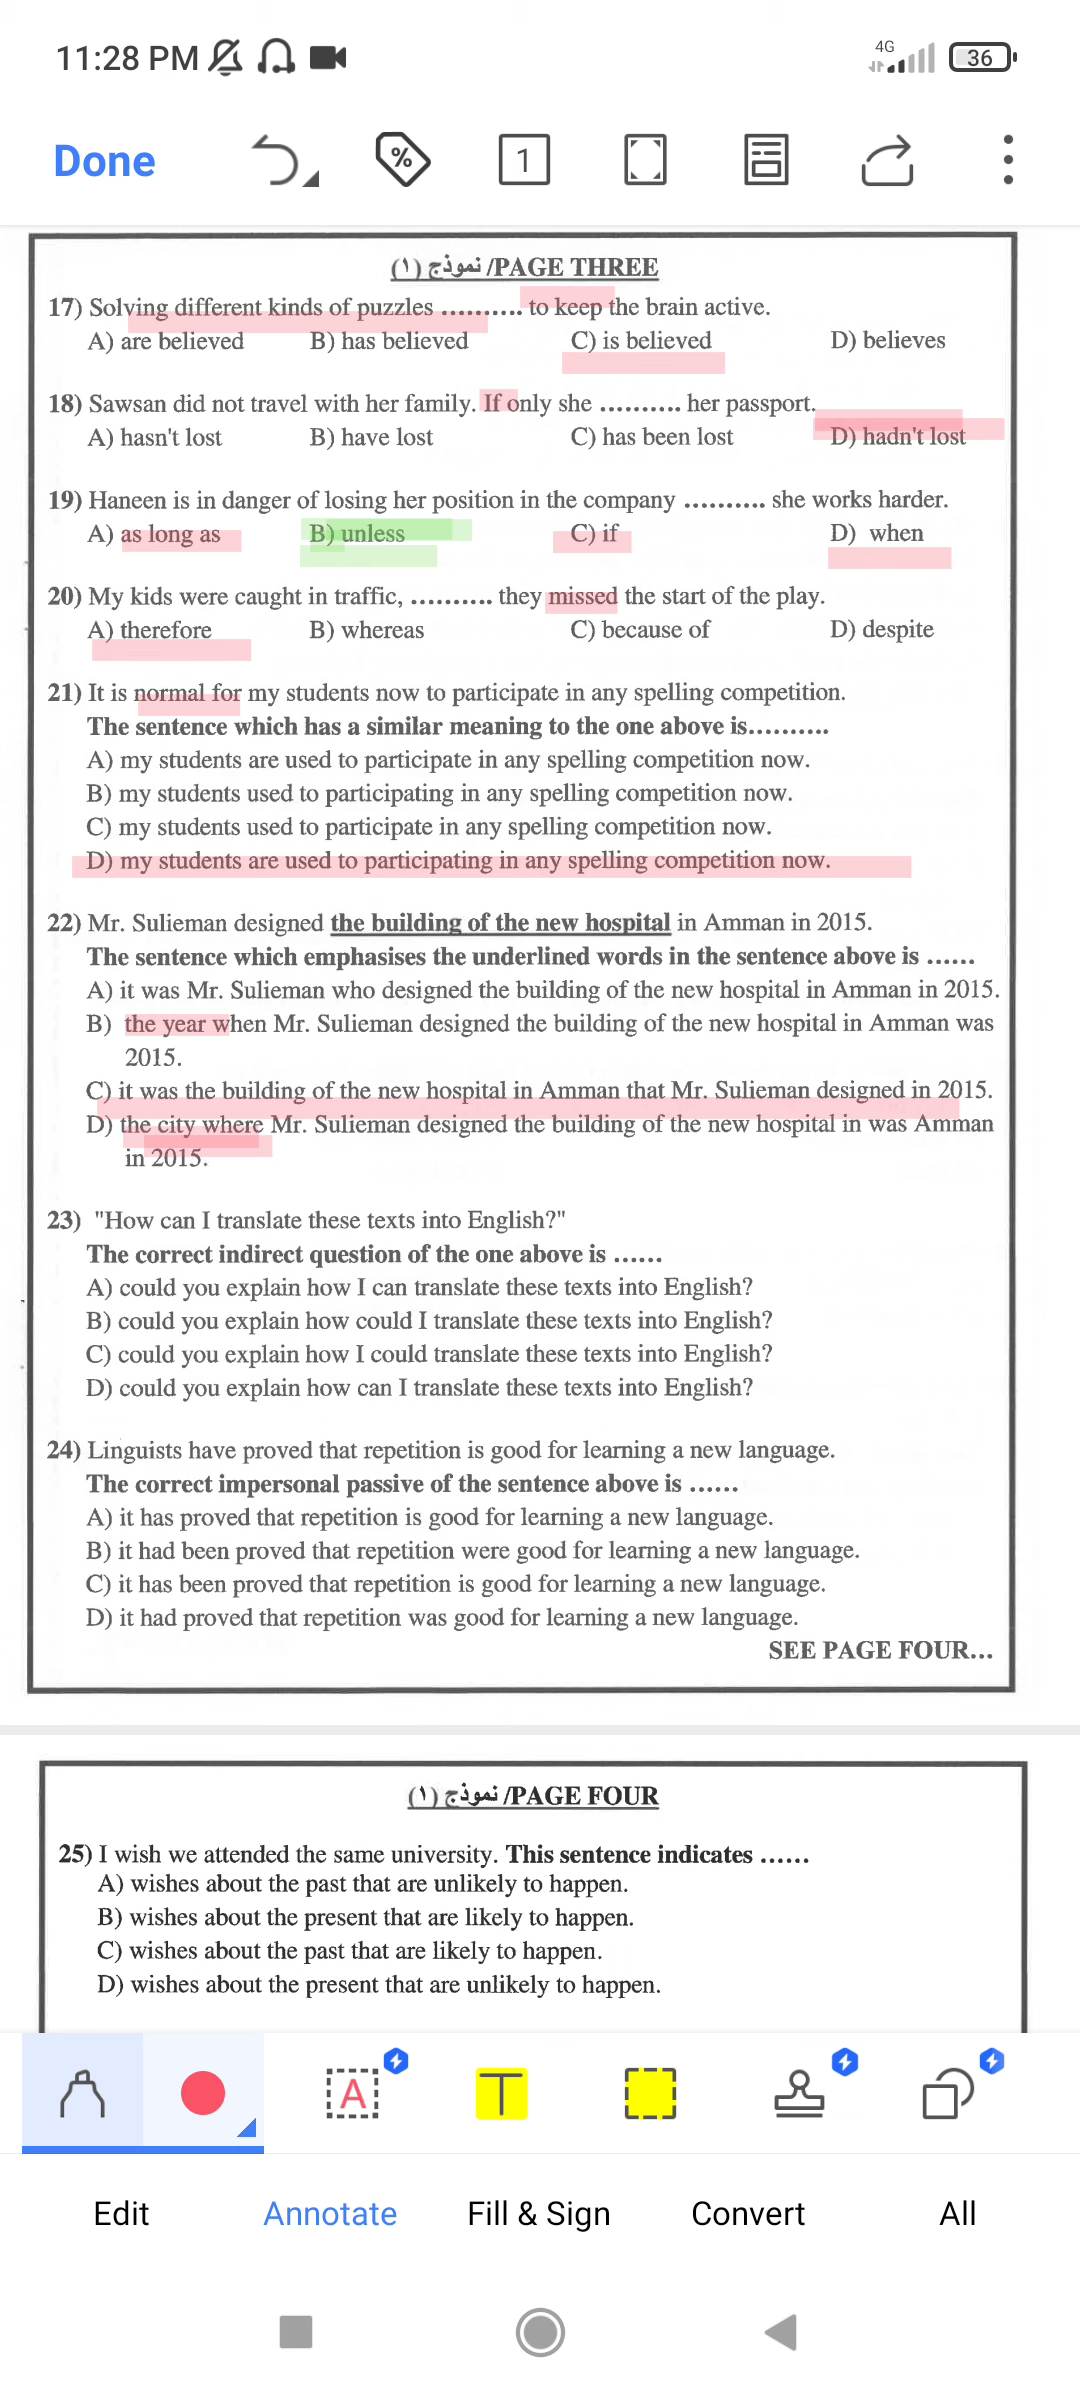 11:28 PM
4G
36
Done
%
1
نموذج (١) /PAGE THREE
17) Solving different kinds of puzzles .......... to keep the brain active.
A) are believed B) has believed C) is believed D) believes
18) Sawsan did not travel with her family. If only she .......... her passport.
A) hasn't lost B) have lost C) has been lost D) hadn't lost
19) Haneen is in danger of losing her position in the company .......... she works harder.
A) as long as B) unless C) if D) when
20) My kids were caught in traffic, .......... they missed the start of the play.
A) therefore B) whereas C) because of D) despite
21) It is normal for my students now to participate in any spelling competition.
The sentence which has a similar meaning to the one above is..........
A) my students are used to participate in any spelling competition now.
B) my students used to participating in any spelling competition now.
C) my students used to participate in any spelling competition now.
D) my students are used to participating in any spelling competition now.
22) Mr. Sulieman designed the building of the new hospital in Amman in 2015.
The sentence which emphasises the underlined words in the sentence above is ......
A) it was Mr. Sulieman who designed the building of the new hospital in Amman in 2015.
B) the year when Mr. Sulieman designed the building of the new hospital in Amman was
2015.
C) it was the building of the new hospital in Amman that Mr. Sulieman designed in 2015.
D) the city where Mr. Sulieman designed the building of the new hospital in was Amman
in 2015.
23) "How can I translate these texts into English?"
The correct indirect question of the one above is ......
A) could you explain how I can translate these texts into English?
B) could you explain how could I translate these texts into English?
C) could you explain how I could translate these texts into English?
D) could you explain how can I translate these texts into English?
24) Linguists have proved that repetition is good for learning a new language.
The correct impersonal passive of the sentence above is ......
A) it has proved that repetition is good for learning a new language.
B) it had been proved that repetition were good for learning a new language.
C) it has been proved that repetition is good for learning a new language.
D) it had proved that repetition was good for learning a new language.
SEE PAGE FOUR...
نموذج (١) /PAGE FOUR
25) I wish we attended the same university. This sentence indicates ......
A) wishes about the past that are unlikely to happen.
B) wishes about the present that are likely to happen.
C) wishes about the past that are likely to happen.
D) wishes about the present that are unlikely to happen.
A
T
Edit
Annotate
Fill & Sign
Convert
All